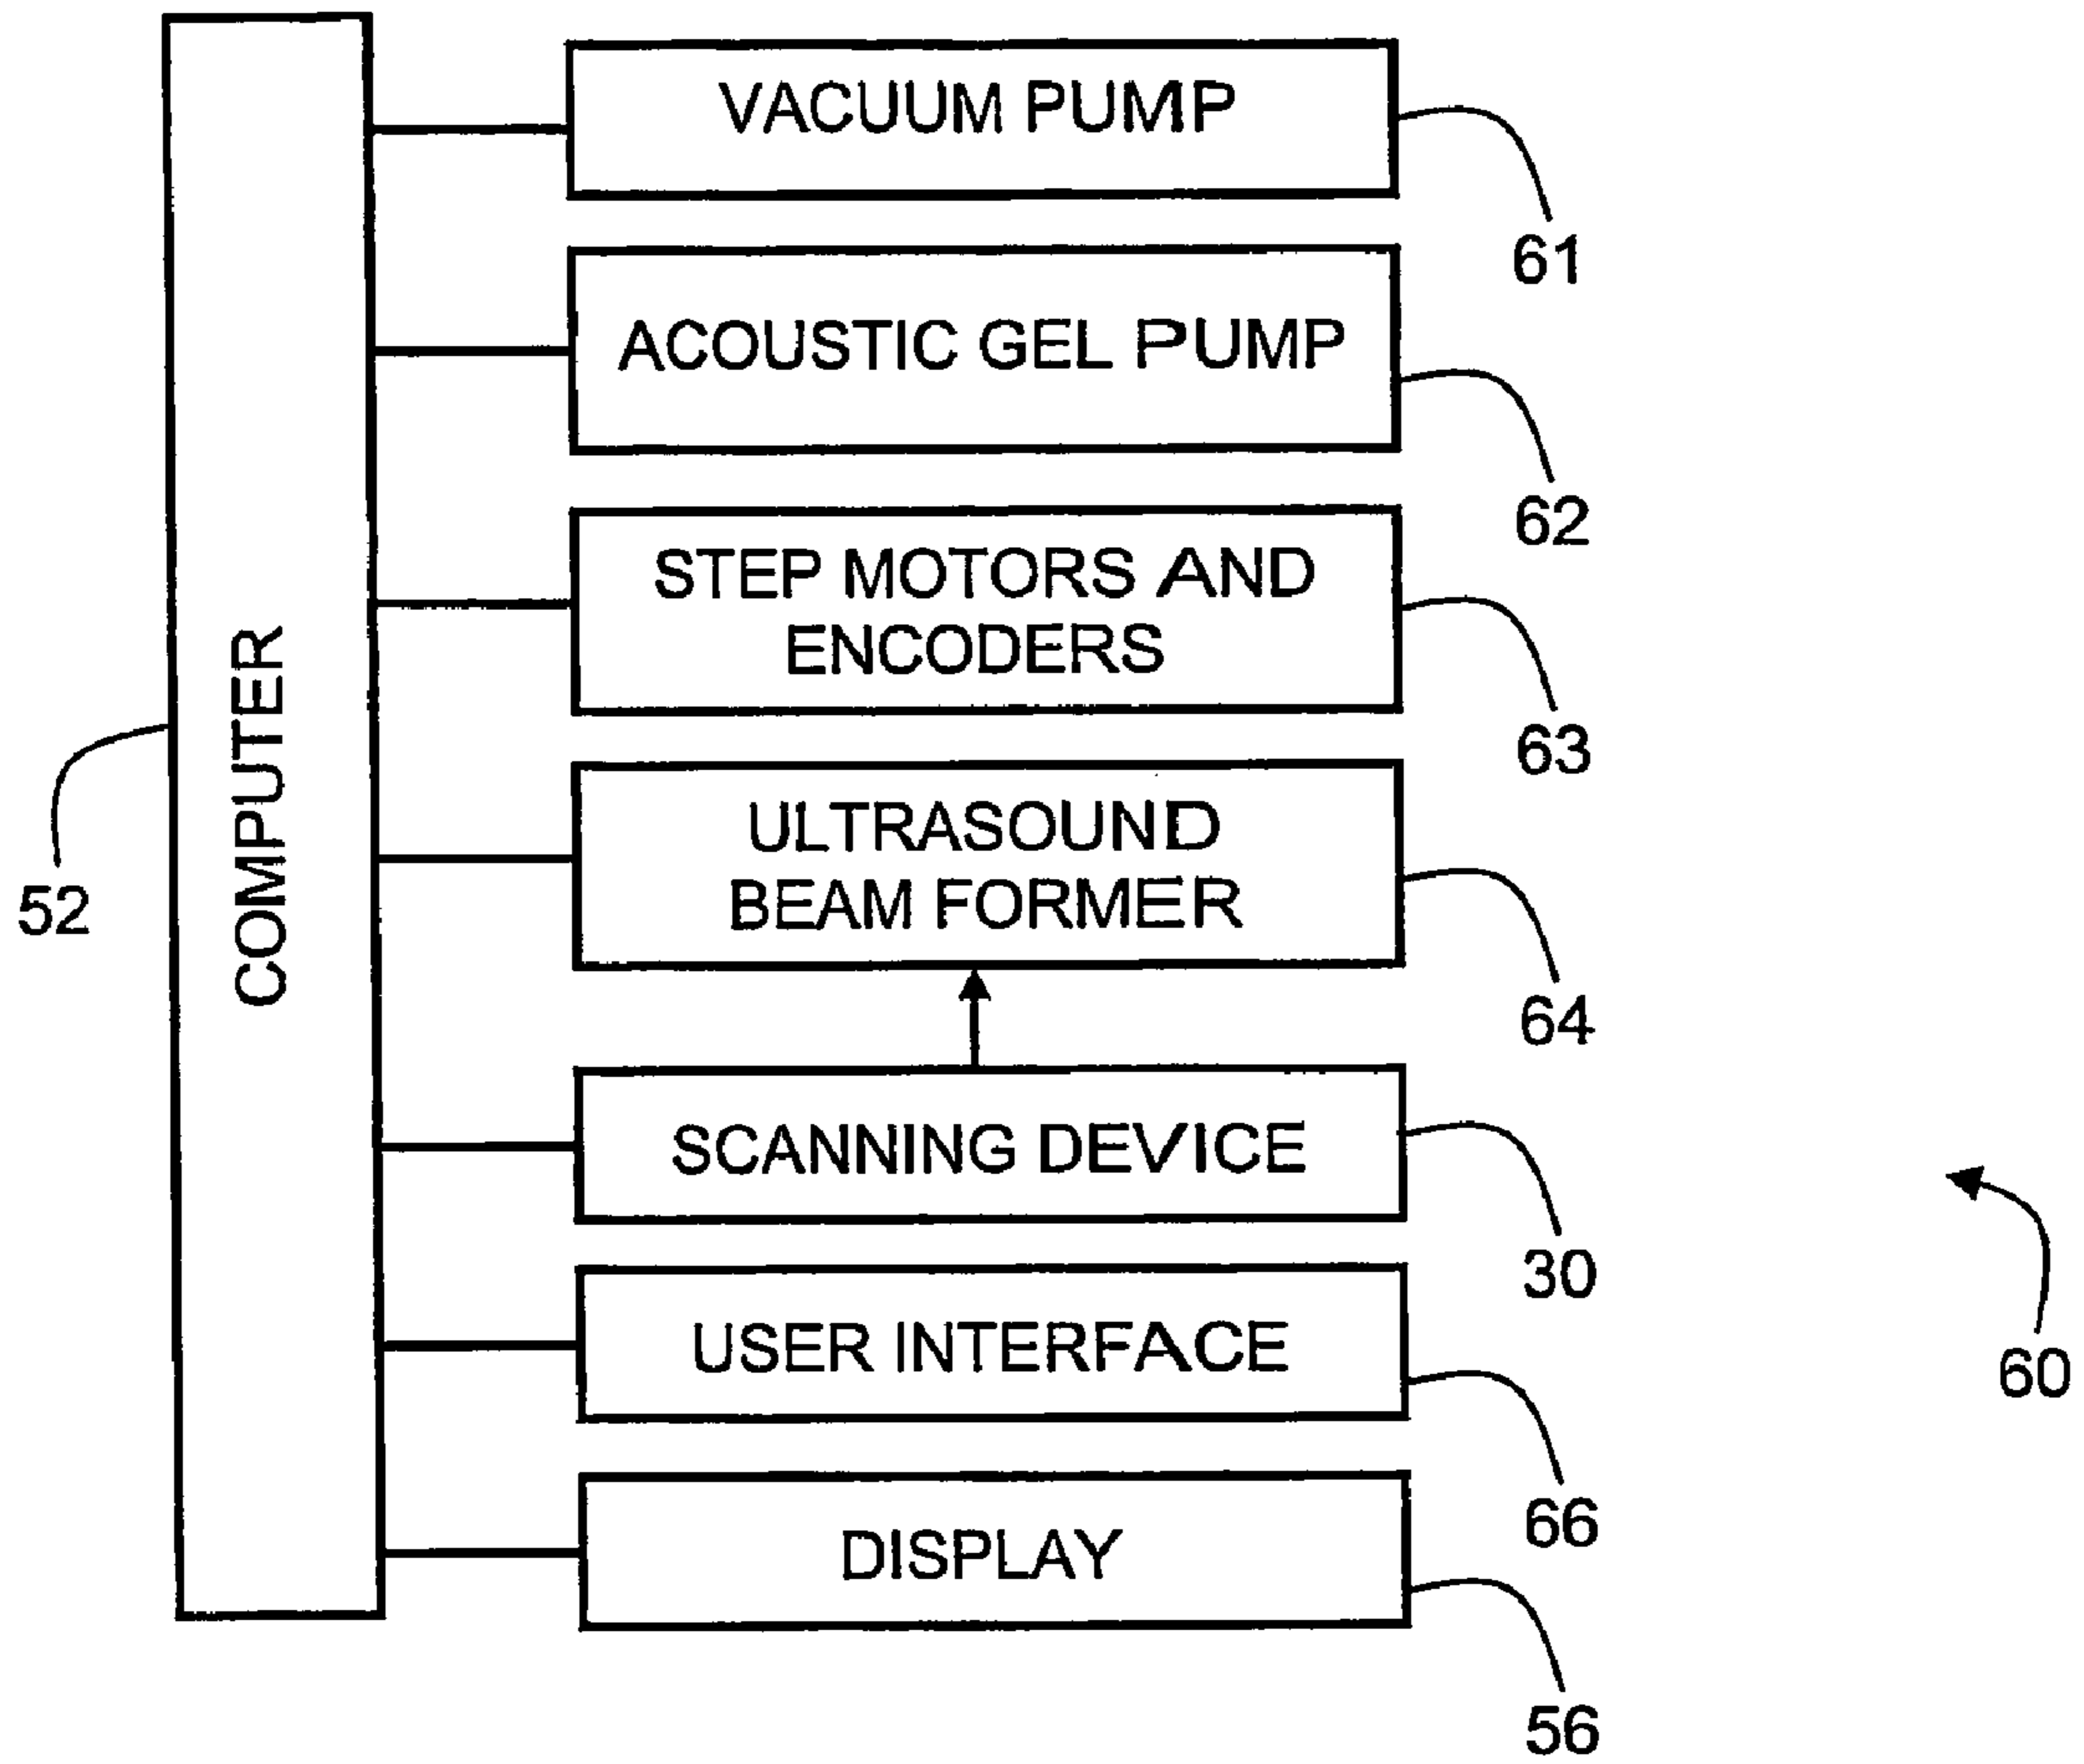 VACUUM PUMP
61
ACOUSTIC GEL PUMP
62
STEP MOTORS AND
ENCODERS
63
COMPUTER
52
ULTRASOUND
BEAM FORMER
64
SCANNING DEVICE
30
USER INTERFACE
66
60
DISPLAY
56